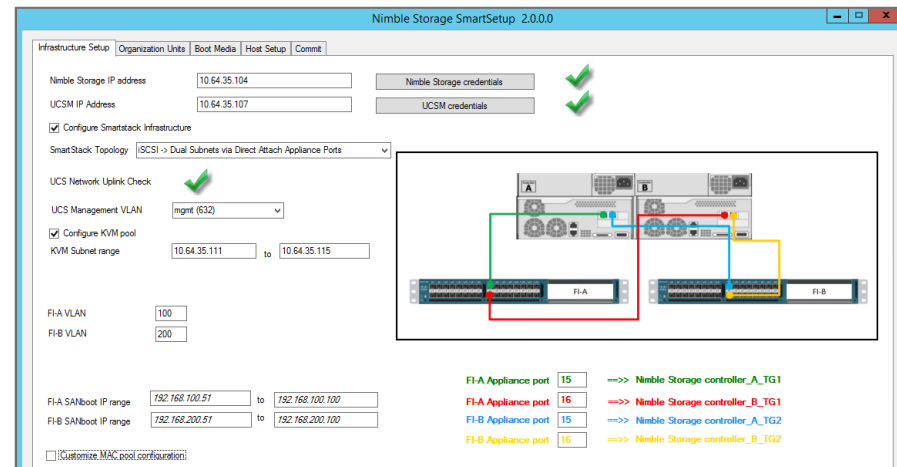 Nimble Storage SmartSetup 2.0.0.0
Infrastructure Setup Organization Units Boot Media Host Setup Commit
Nimble Storage IP address 10.64.35.104 Nimble Storage credentials
UCSM IP Address 10.64.35.107 UCSM credentials
Configure Smartstack Infrastructure
SmartStack Topology iSCSI -> Dual Subnets via Direct Attach Appliance Ports
A B
UCS Network Uplink Check
UCS Management VLAN mgmt (632)
Configure KVM pool
KVM Subnet range 10.64.35.111 to 10.64.35.115
FI-A FI-B
FI-A VLAN 100
FI-B VLAN 200
FI-A Appliance port 15 ==>> Nimble Storage controller_A_TG1
FI-A SANboot IP range 192.168.100.51 to 192.168.100.100
FI-A Appliance port 16 ==>> Nimble Storage controller_B_TG1
FI-B SANboot IP range 192.168.200.51 to 192.168.200.100
FI-B Appliance port 15 ==>> Nimble Storage controller_A_TG2
FI-B Appliance port 16 ==>> Nimble Storage controller_B_TG2
Customize MAC pool configuration